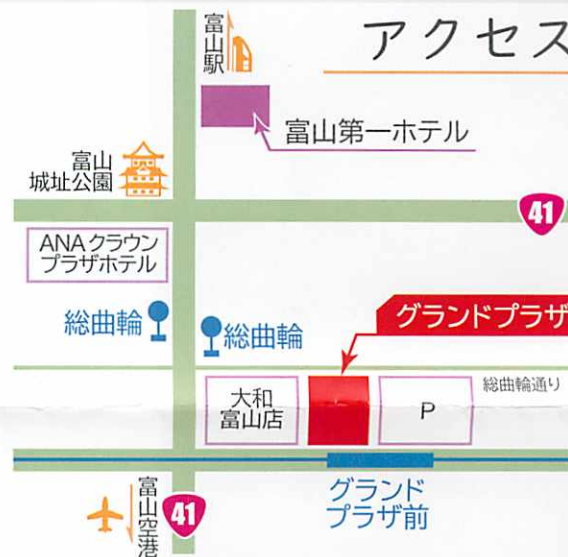 アクセス
富山駅
富山第一ホテル
富山
城址公園
41
ANAクラウン
プラザホテル
総曲輪
総曲輪
グランドプラザ
総曲輪通り
大和
富山店
P
グランド
プラザ前
富山空港
41